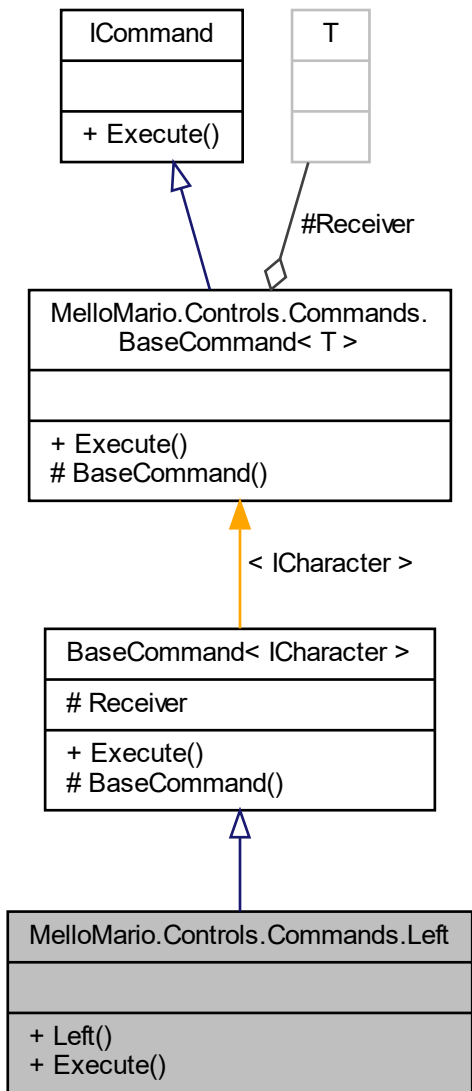 ICommand
+ Execute()
T
#Receiver
MelloMario.Controls.Commands.
BaseCommand< T >
+ Execute()
# BaseCommand()
< ICharacter >
BaseCommand< ICharacter >
# Receiver
+ Execute()
# BaseCommand()
MelloMario.Controls.Commands.Left
+ Left()
+ Execute()